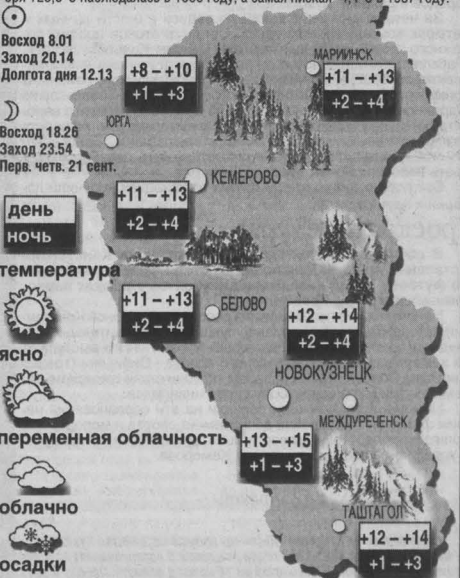 Восход 8.01
Заход 20.14
Долгота дня 12.13
Восход 18.26
Заход 23.54
Перв. четв. 21 сент.
день
ночь
температура
ясно
переменная облачность
облачно
осадки
+8 – +10
+1 – +3
ЮРГА
МАРИИНСК
+11 – +13
+2 – +4
КЕМЕРОВО
+11 – +13
+2 – +4
+11 – +13
+2 – +4
БЕЛОВО
+12 – +14
+2 – +4
НОВОКУЗНЕЦК
МЕЖДУРЕЧЕНСК
+13 – +15
+1 – +3
ТАШТАГОЛ
+12 – +14
+1 – +3